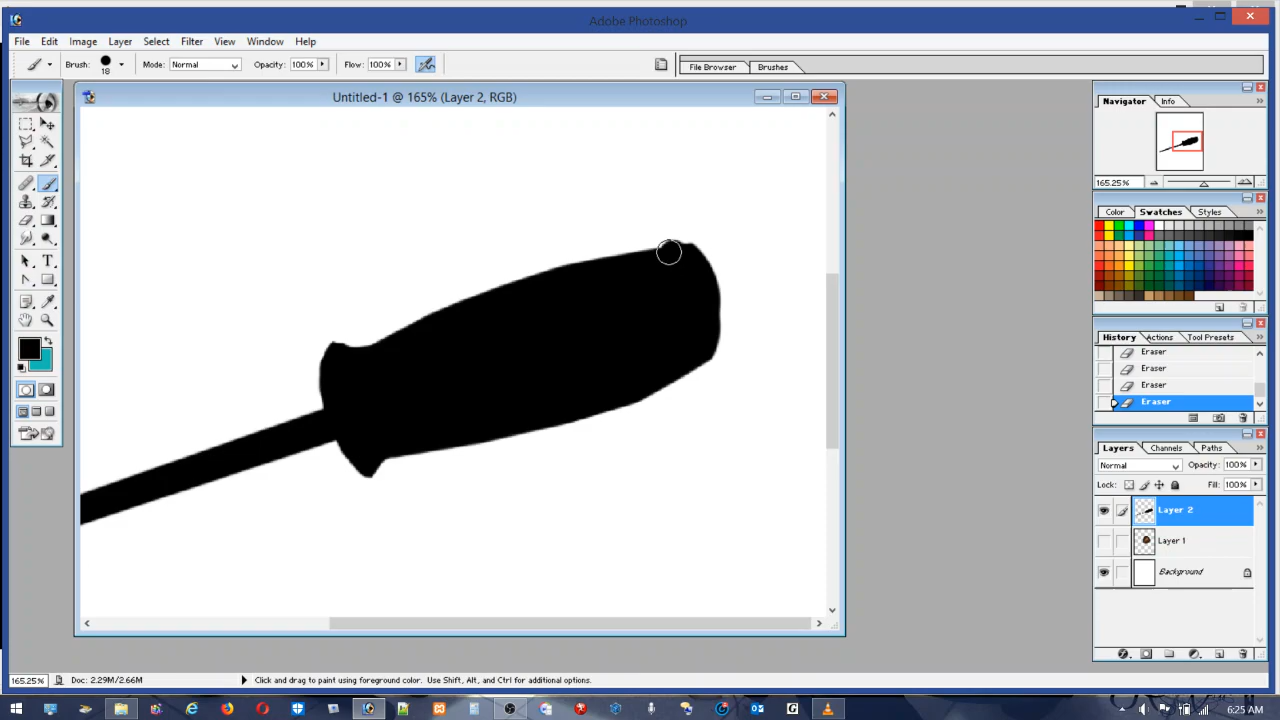 Adobe Photoshop
File Edit Image Layer Select Filter View Window Help
Brush: 18 Mode: Normal Opacity: 100% Flow: 100% File Browser Brushes
Untitled-1 @ 165% (Layer 2, RGB)
Navigator Info
165.25%
Color Swatches Styles
History Actions Tool Presets
Eraser
Eraser
Eraser
Eraser
Layers Channels Paths
Normal Opacity: 100%
Lock: Fill: 100%
Layer 2
Layer 1
Background
165.25% Doc: 2.29M/2.66M Click and drag to paint using foreground color. Use Shift, Alt, and Ctrl for additional options.
6:25 AM